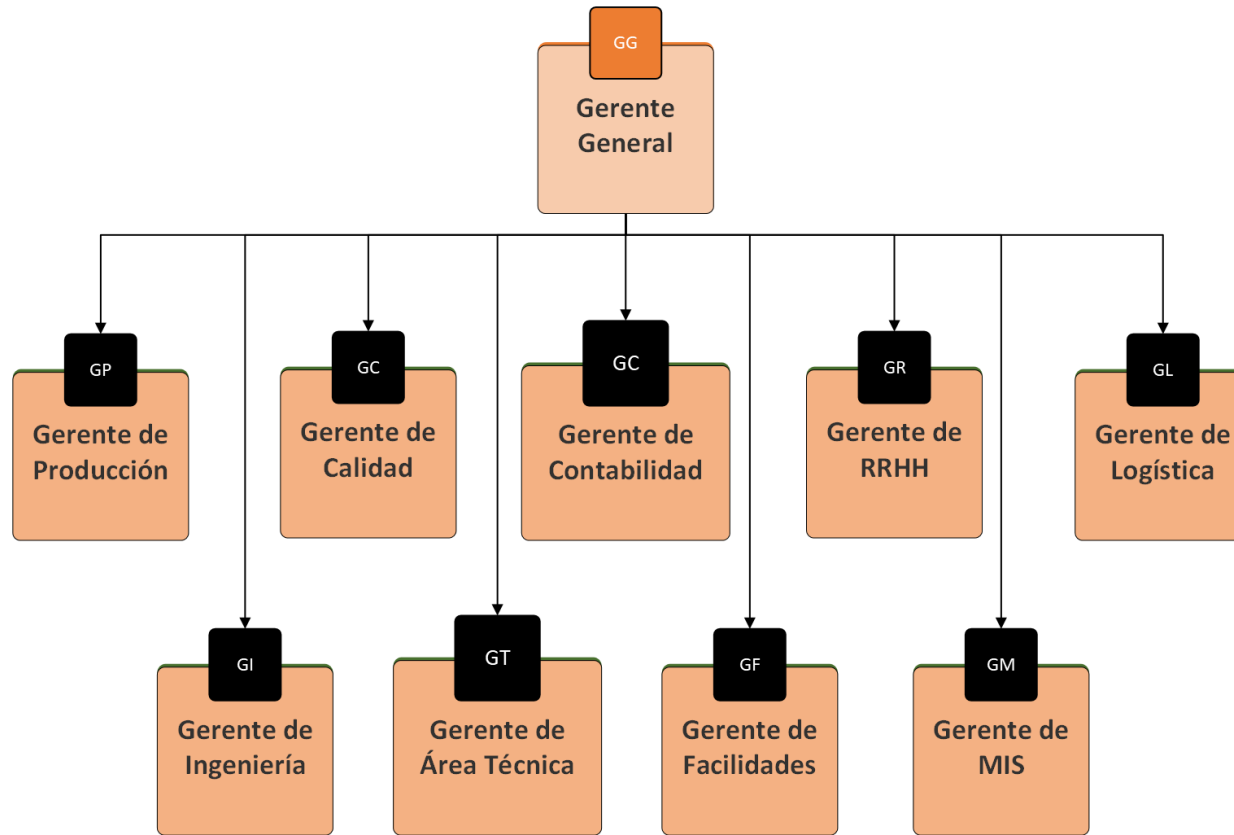 GG
Gerente
General
GP
Gerente de
Producción
GC
Gerente de
Calidad
GC
Gerente de
Contabilidad
GR
Gerente de
RRHH
GL
Gerente de
Logística
GI
Gerente de
Ingeniería
GT
Gerente de
Área Técnica
GF
Gerente de
Facilidades
GM
Gerente de
MIS